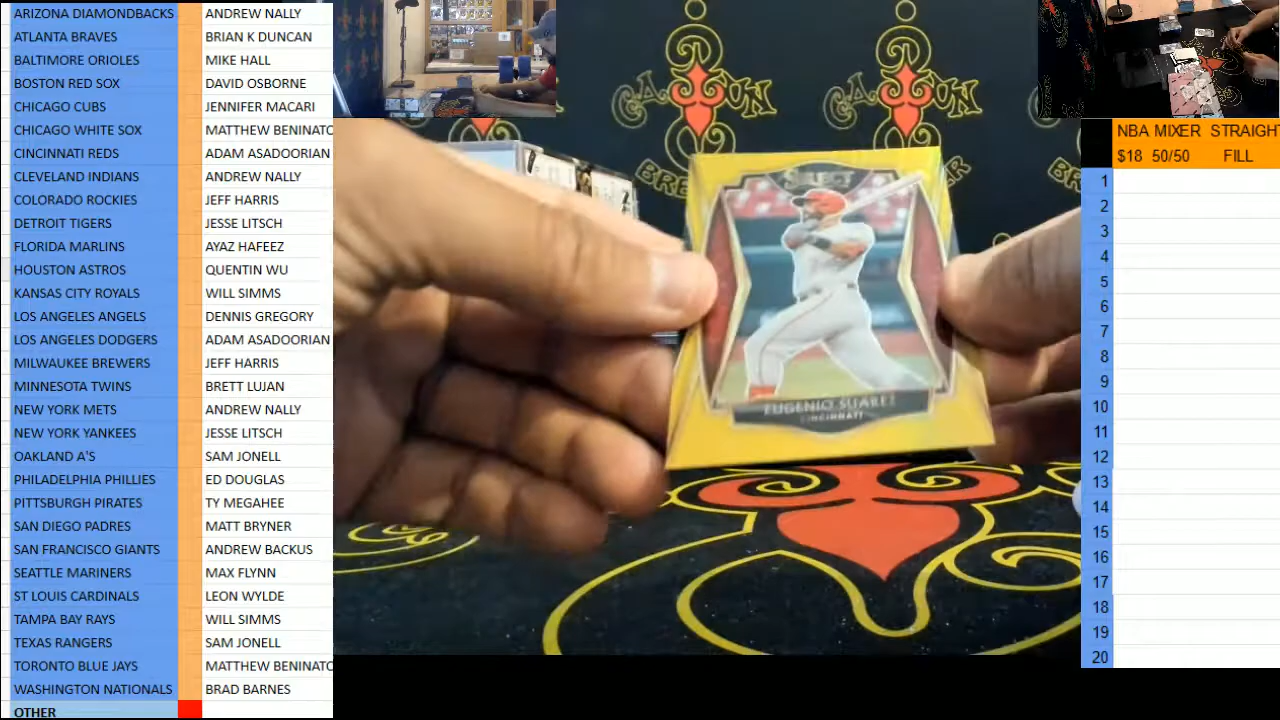 ARIZONA DIAMONDBACKS ANDREW NALLY
ATLANTA BRAVES BRIAN K DUNCAN
BALTIMORE ORIOLES MIKE HALL
BOSTON RED SOX DAVID OSBORNE
CHICAGO CUBS JENNIFER MACARI
CHICAGO WHITE SOX MATTHEW BENINATO
CINCINNATI REDS ADAM ASADOORIAN
CLEVELAND INDIANS ANDREW NALLY
COLORADO ROCKIES JEFF HARRIS
DETROIT TIGERS JESSE LITSCH
FLORIDA MARLINS AYAZ HAFEEZ
HOUSTON ASTROS QUENTIN WU
KANSAS CITY ROYALS WILL SIMMS
LOS ANGELES ANGELS DENNIS GREGORY
LOS ANGELES DODGERS ADAM ASADOORIAN
MILWAUKEE BREWERS JEFF HARRIS
MINNESOTA TWINS BRETT LUJAN
NEW YORK METS ANDREW NALLY
NEW YORK YANKEES JESSE LITSCH
OAKLAND A'S SAM JONELL
PHILADELPHIA PHILLIES ED DOUGLAS
PITTSBURGH PIRATES TY MEGAHEE
SAN DIEGO PADRES MATT BRYNER
SAN FRANCISCO GIANTS ANDREW BACKUS
SEATTLE MARINERS MAX FLYNN
ST LOUIS CARDINALS LEON WYLDE
TAMPA BAY RAYS WILL SIMMS
TEXAS RANGERS SAM JONELL
TORONTO BLUE JAYS MATTHEW BENINATO
WASHINGTON NATIONALS BRAD BARNES
OTHER
SELECT
EUGENIO SUAREZ
CINCINNATI
NBA MIXER STRAIGHT
$18 50/50 FILL
1
2
3
4
5
6
7
8
9
10
11
12
13
14
15
16
17
18
19
20